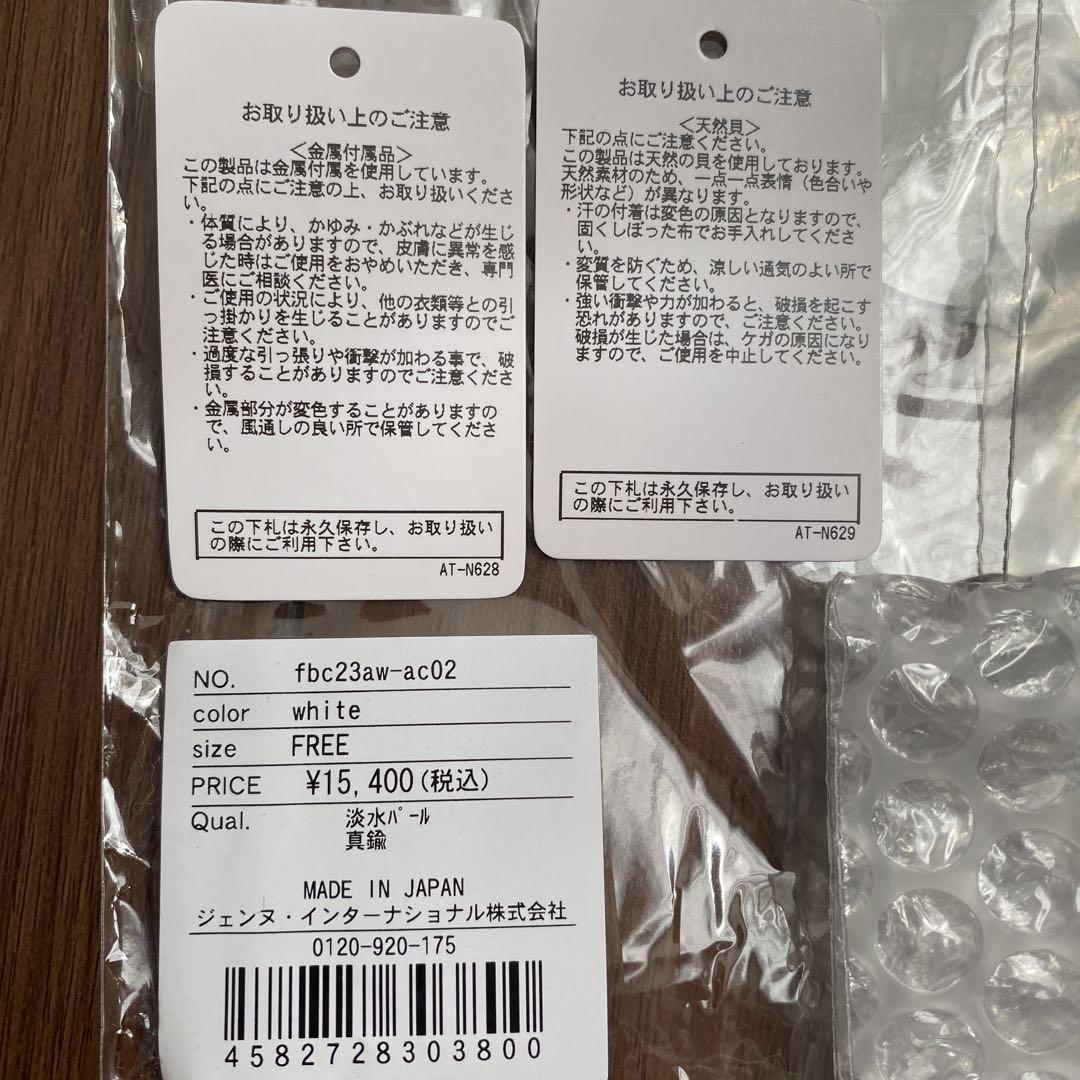 お取り扱い上のご注意
＜金属付属品＞
この製品は金属付属を使用しています。
下記の点にご注意の上、お取り扱いくださ
い。
・体質により、かゆみ・かぶれなどが生じ
る場合がありますので、皮膚に異常を感
じた時はご使用をおやめいただき、専門
医にご相談ください。
・ご使用の状況により、他の衣類等との引
っ掛かりを生じることがありますのでご
注意ください。
・過度な引っ張りや衝撃が加わる事で、破
損することがありますのでご注意くださ
い。
・金属部分が変色することがありますの
で、風通しの良い所で保管してくださ
い。
この下札は永久保存し、お取り扱い
の際にご利用下さい。
AT-N628
お取り扱い上のご注意
＜天然貝＞
下記の点にご注意ください。
この製品は天然の貝を使用しております。
天然素材のため、一点一点表情（色合いや
形状など）が異なります。
・汗の付着は変色の原因となりますので、
固くしぼった布でお手入れしてくださ
い。
・変質を防ぐため、涼しい通気のよい所で
保管してください。
・強い衝撃や力が加わると、破損を起こす
恐れがありますので、ご注意ください。
破損が生じた場合は、ケガの原因になり
ますので、ご使用を中止してください。
この下札は永久保存し、お取り扱い
の際にご利用下さい。
AT-N629
NO. fbc23aw-ac02
color white
size FREE
PRICE ¥15,400(税込)
Qual. 淡水ﾊﾟｰﾙ
真鍮
MADE IN JAPAN
ジェンヌ・インターナショナル株式会社
0120-920-175
4582728303800